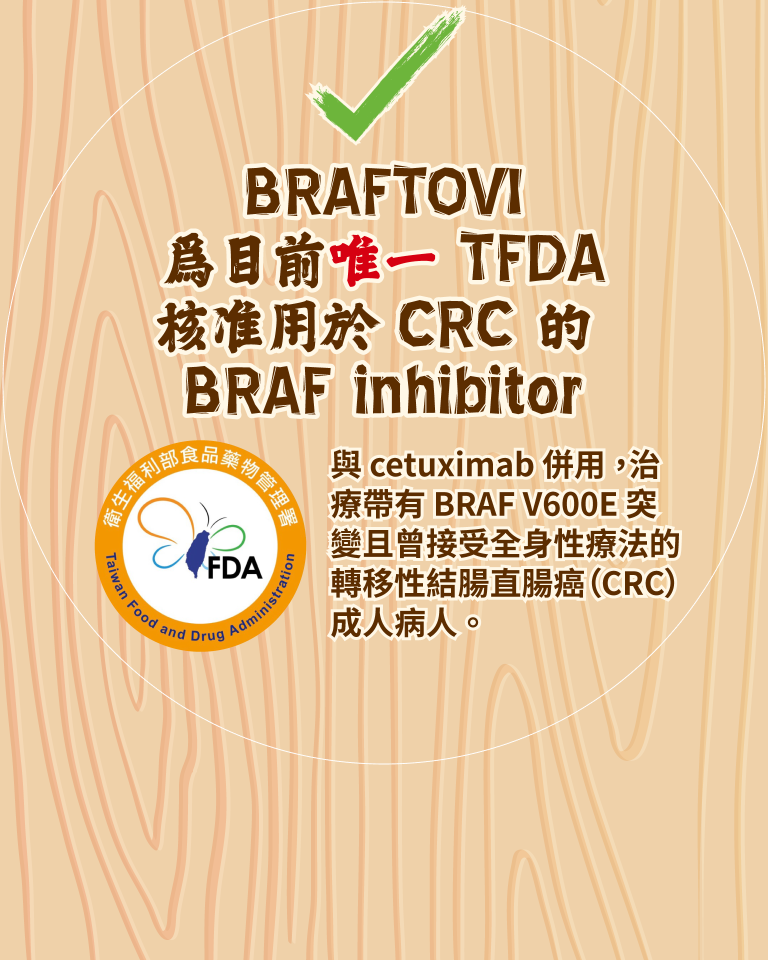 BRAFTOVI
為目前唯一 TFDA
核准用於 CRC 的
BRAF inhibitor
衛生福利部食品藥物管理署
FDA
Taiwan Food and Drug Administration
與 cetuximab 併用，治
療帶有 BRAF V600E 突
變且曾接受全身性療法的
轉移性結腸直腸癌（CRC）
成人病人。